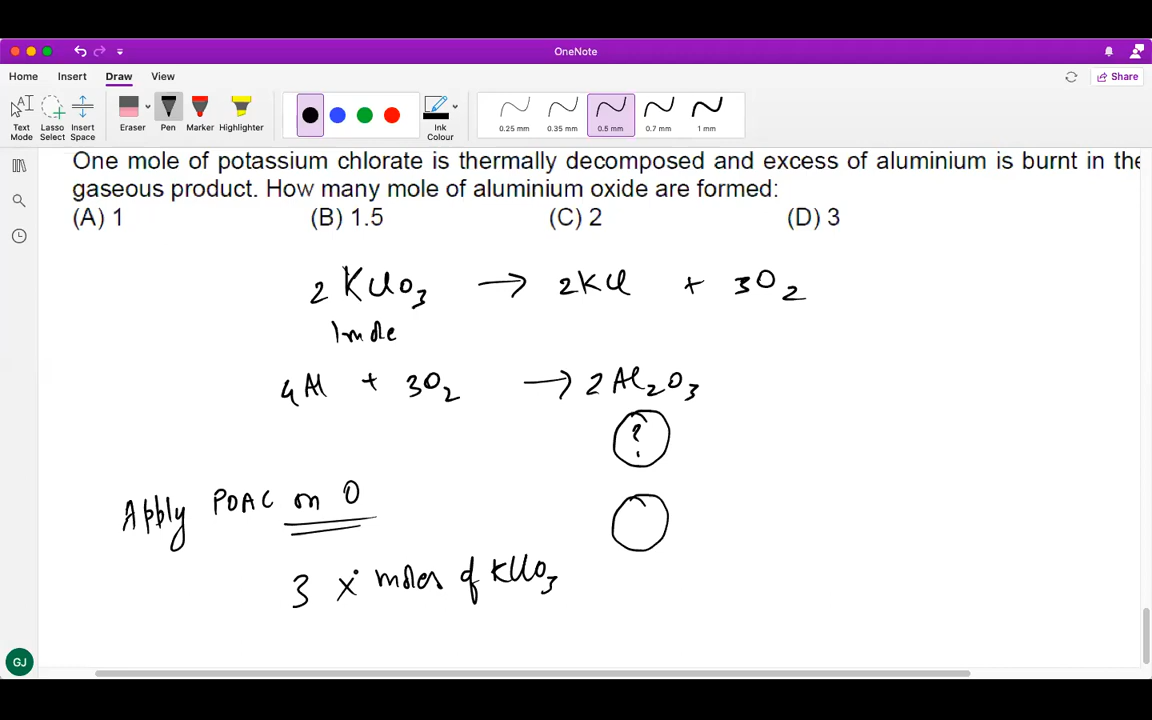 OneNote
Home Insert Draw View Share
A
Text Mode Lasso Select Insert Space Eraser Pen Marker Highlighter Ink Colour 0.25 mm 0.35 mm 0.5 mm 0.7 mm 1 mm
One mole of potassium chlorate is thermally decomposed and excess of aluminium is burnt in the
gaseous product. How many mole of aluminium oxide are formed:
(A) 1 (B) 1.5 (C) 2 (D) 3
2 KClO3 → 2KCl + 3O2
1 mole
4Al + 3O2 → 2Al2O3
?
Apply POAC on O
3 × moles of KClO3
GJ